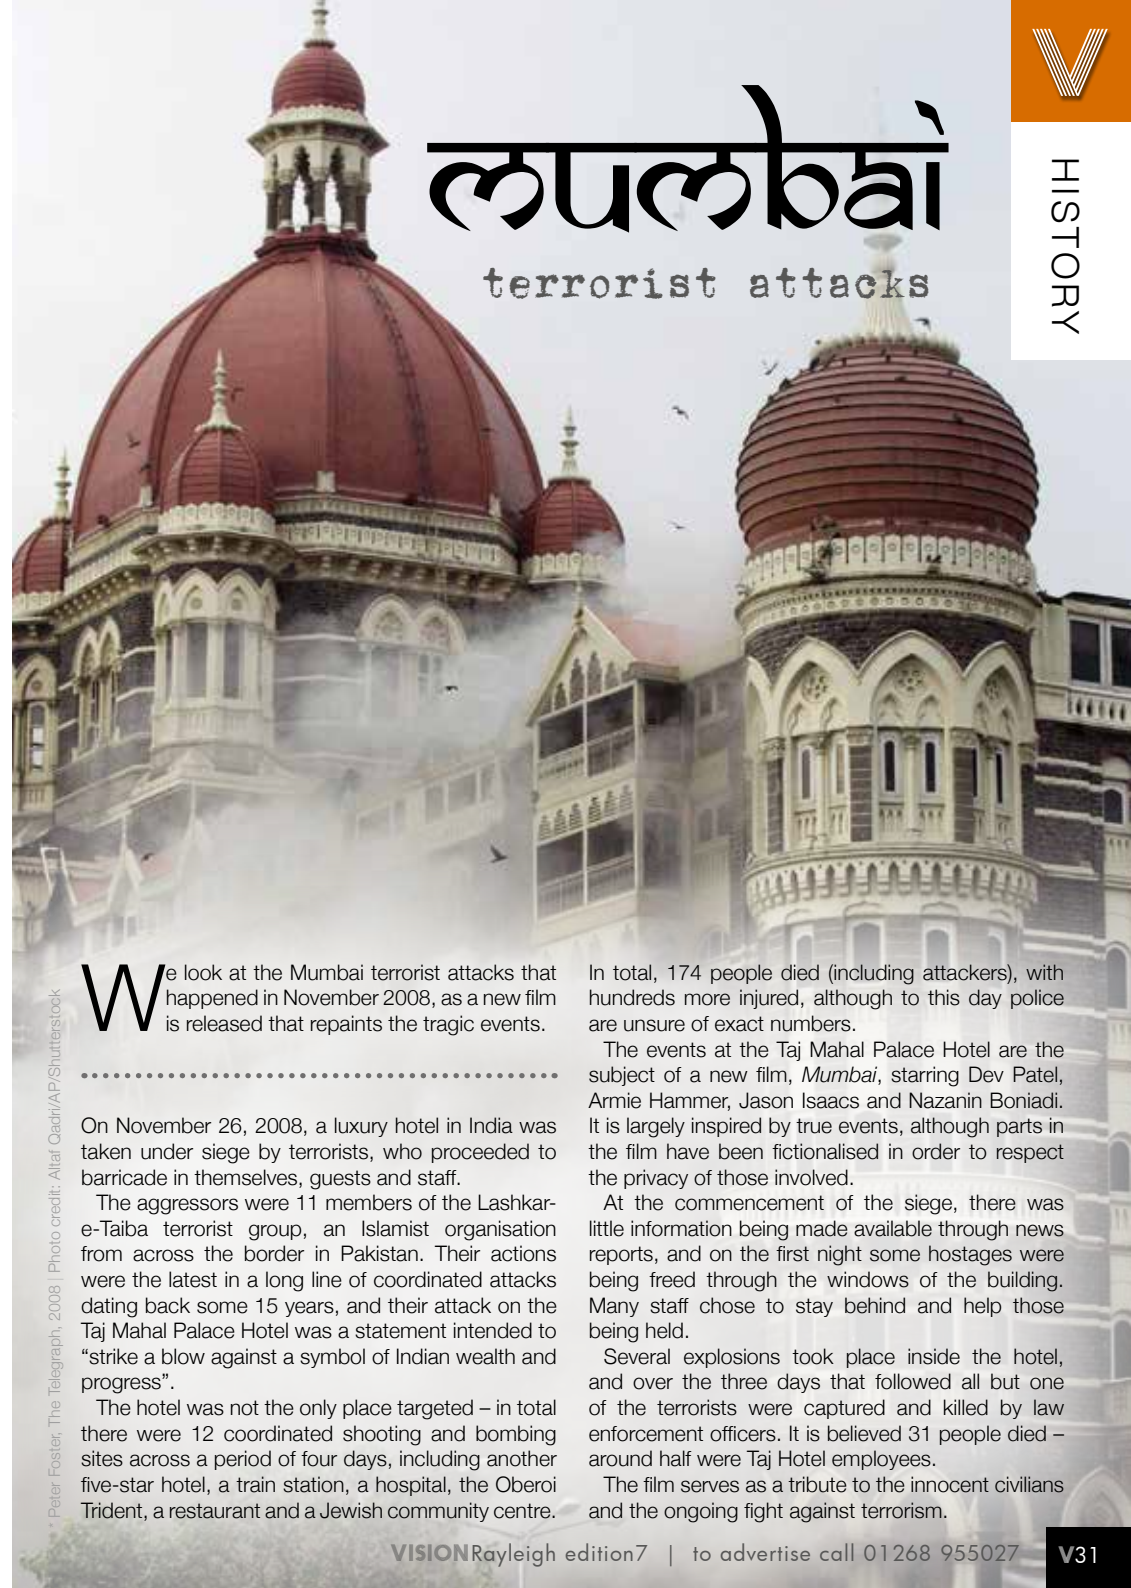 V
HISTORY
mumbai
terrorist attacks
We look at the Mumbai terrorist attacks that
happened in November 2008, as a new film
is released that repaints the tragic events.
On November 26, 2008, a luxury hotel in India was
taken under siege by terrorists, who proceeded to
barricade in themselves, guests and staff.
The aggressors were 11 members of the Lashkar-
e-Taiba terrorist group, an Islamist organisation
from across the border in Pakistan. Their actions
were the latest in a long line of coordinated attacks
dating back some 15 years, and their attack on the
Taj Mahal Palace Hotel was a statement intended to
“strike a blow against a symbol of Indian wealth and
progress”.
The hotel was not the only place targeted – in total
there were 12 coordinated shooting and bombing
sites across a period of four days, including another
five-star hotel, a train station, a hospital, the Oberoi
Trident, a restaurant and a Jewish community centre.
In total, 174 people died (including attackers), with
hundreds more injured, although to this day police
are unsure of exact numbers.
The events at the Taj Mahal Palace Hotel are the
subject of a new film, Mumbai, starring Dev Patel,
Armie Hammer, Jason Isaacs and Nazanin Boniadi.
It is largely inspired by true events, although parts in
the film have been fictionalised in order to respect
the privacy of those involved.
At the commencement of the siege, there was
little information being made available through news
reports, and on the first night some hostages were
being freed through the windows of the building.
Many staff chose to stay behind and help those
being held.
Several explosions took place inside the hotel,
and over the three days that followed all but one
of the terrorists were captured and killed by law
enforcement officers. It is believed 31 people died –
around half were Taj Hotel employees.
The film serves as a tribute to the innocent civilians
and the ongoing fight against terrorism.
* Peter Foster, The Telegraph, 2008 | Photo credit: Altaf Qadri/AP/Shutterstock
VISIONRayleigh edition7 | to advertise call 01268 955027
V31